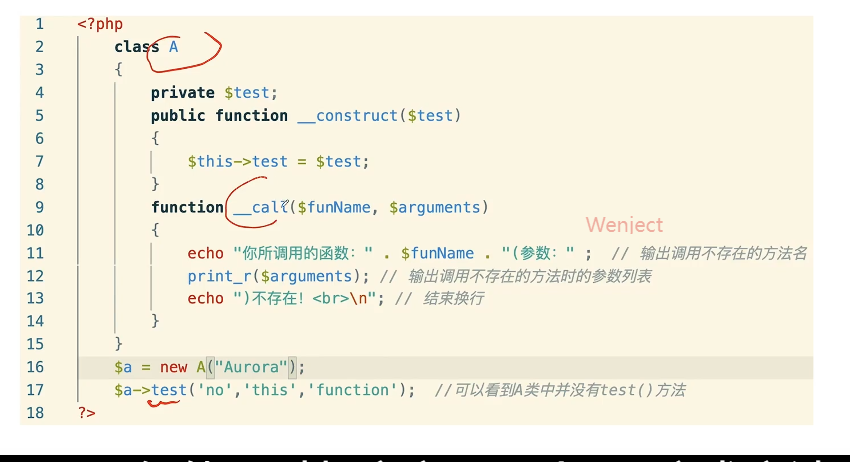 1 <?php
2 class A
3 {
4 private $test;
5 public function __construct($test)
6 {
7 $this->test = $test;
8 }
9 function __call($funName, $arguments)
10 {
Wenject
11 echo "你所调用的函数: " . $funName . "(参数: " ; // 输出调用不存在的方法名
12 print_r($arguments); // 输出调用不存在的方法时的参数列表
13 echo ")不存在! <br>\n"; // 结束换行
14 }
15 }
16 $a = new A("Aurora");
17 $a->test('no','this','function'); //可以看到A类中并没有test()方法
18 ?>